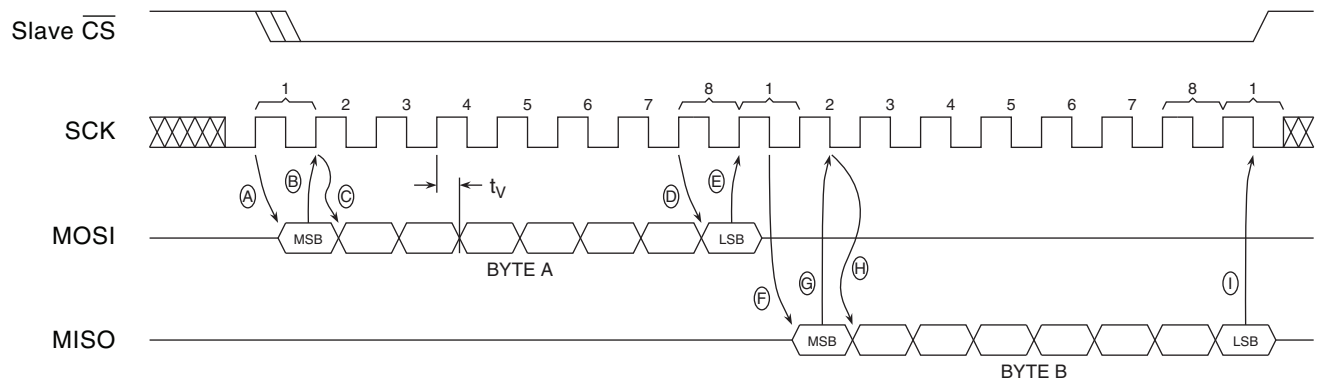 Slave CS
1 8 1 8 1
2 3 4 5 6 7 2 3 4 5 6 7
SCK
A B C tV D E
MOSI MSB LSB
BYTE A
F G H I
MISO MSB LSB
BYTE B